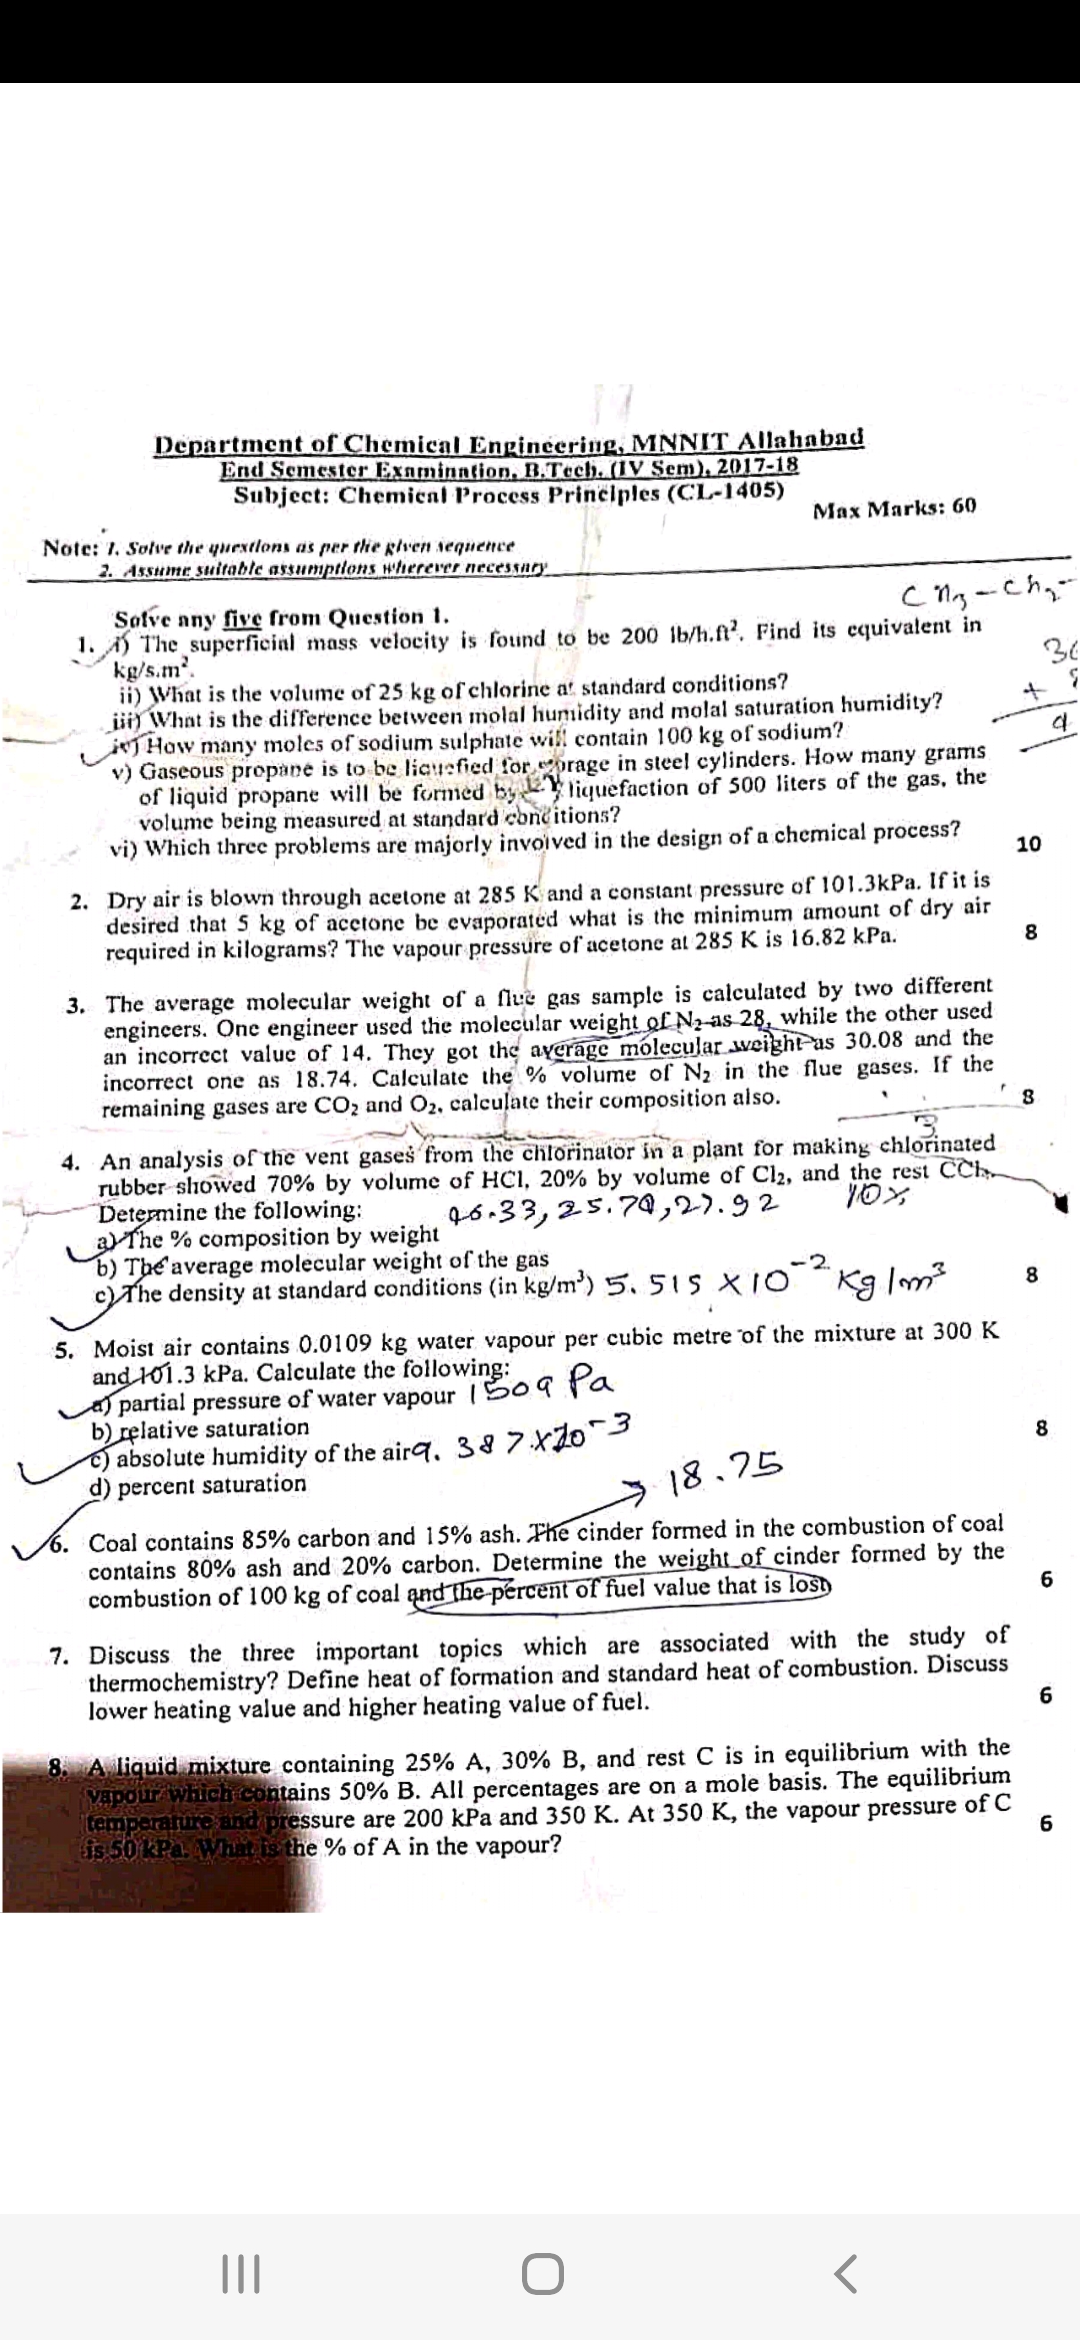 Department of Chemical Engineering, MNNIT Allahabad
End Semester Examination, B.Tech. (IV Sem), 2017-18
Subject: Chemical Process Principles (CL-1405)
Max Marks: 60
Note: 1. Solve the questions as per the given sequence
2. Assume suitable assumptions wherever necessary
Solve any five from Question 1.
1. i) The superficial mass velocity is found to be 200 lb/h.ft². Find its equivalent in
kg/s.m².
ii) What is the volume of 25 kg of chlorine at standard conditions?
iii) What is the difference between molal humidity and molal saturation humidity?
iv) How many moles of sodium sulphate will contain 100 kg of sodium?
v) Gaseous propane is to be liquefied for storage in steel cylinders. How many grams
of liquid propane will be formed by liquefaction of 500 liters of the gas, the
volume being measured at standard conditions?
vi) Which three problems are majorly involved in the design of a chemical process? 10
2. Dry air is blown through acetone at 285 K and a constant pressure of 101.3kPa. If it is
desired that 5 kg of acetone be evaporated what is the minimum amount of dry air
required in kilograms? The vapour pressure of acetone at 285 K is 16.82 kPa. 8
3. The average molecular weight of a flue gas sample is calculated by two different
engineers. One engineer used the molecular weight of N₂ as 28, while the other used
an incorrect value of 14. They got the average molecular weight as 30.08 and the
incorrect one as 18.74. Calculate the % volume of N₂ in the flue gases. If the
remaining gases are CO₂ and O₂, calculate their composition also. 8
3
4. An analysis of the vent gases from the chlorinator in a plant for making chlorinated
rubber showed 70% by volume of HCl, 20% by volume of Cl₂, and the rest CCl₄.
Determine the following: 46.33, 25.79, 27.92 10%
a) The % composition by weight
b) The average molecular weight of the gas
c) The density at standard conditions (in kg/m³) 5.515 × 10⁻² kg/m³ 8
5. Moist air contains 0.0109 kg water vapour per cubic metre of the mixture at 300 K
and 101.3 kPa. Calculate the following:
a) partial pressure of water vapour 1509 Pa
b) relative saturation 8
c) absolute humidity of the air 9.387×10⁻³
d) percent saturation
18.75
6. Coal contains 85% carbon and 15% ash. The cinder formed in the combustion of coal
contains 80% ash and 20% carbon. Determine the weight of cinder formed by the
combustion of 100 kg of coal and the percent of fuel value that is lost 6
7. Discuss the three important topics which are associated with the study of
thermochemistry? Define heat of formation and standard heat of combustion. Discuss
lower heating value and higher heating value of fuel. 6
8. A liquid mixture containing 25% A, 30% B, and rest C is in equilibrium with the
vapour which contains 50% B. All percentages are on a mole basis. The equilibrium
temperature and pressure are 200 kPa and 350 K. At 350 K, the vapour pressure of C
is 50 kPa. What is the % of A in the vapour? 6